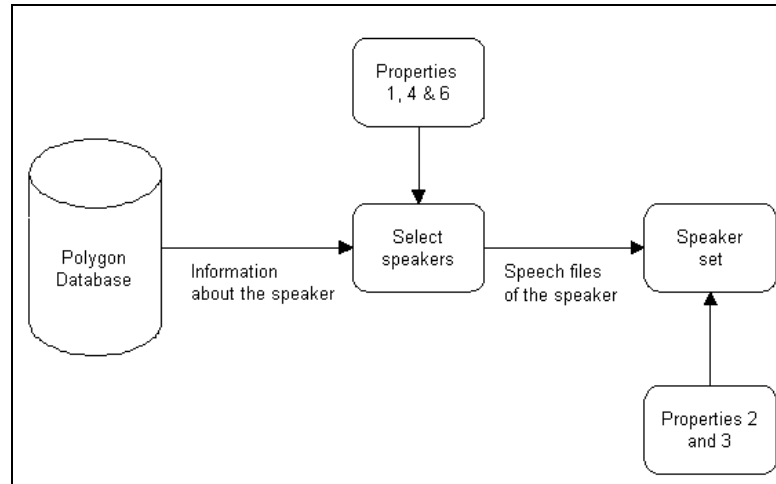 Properties
1, 4 & 6
Polygon
Database
Information
about the speaker
Select
speakers
Speech files
of the speaker
Speaker
set
Properties 2
and 3